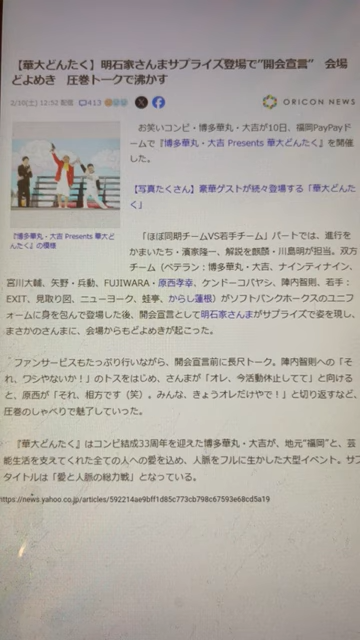 【華大どんたく】明石家さんまサプライズ登場で“開会宣言” 会場
どよめき 圧巻トークで沸かす
2/10(土) 12:52 配信 413
ORICON NEWS
『博多華丸・大吉 Presents 華大ど
んたく』の模様
お笑いコンビ・博多華丸・大吉が10日、福岡PayPayド
ームで『博多華丸・大吉 Presents 華大どんたく』を開催
した。
【写真たくさん】豪華ゲストが続々登場する「華大どんた
く」
「ほぼ同期チームVS若手チーム」パートでは、進行を
かまいたち・濱家隆一、解説を麒麟・川島明が担当。双方
チーム（ベテラン：博多華丸・大吉、ナインティナイン、
宮川大輔、矢野・兵動、FUJIWARA・原西孝幸、ケンドーコバヤシ、陣内智則、若手：
EXIT、見取り図、ニューヨーク、蛙亭、からし蓮根）がソフトバンクホークスのユニフ
ォームに身を包んで登場した後、開会宣言として明石家さんまがサプライズで姿を現し、
まさかのさんまに、会場からもどよめきが起こった。
ファンサービスもたっぷり行いながら、開会宣言前に長尺トーク。陣内智則への「そ
れ、ワシやないか！」のトスをはじめ、さんまが「オレ、今活動休止してて」と向ける
と、原西が「それ、相方です（笑）。みんな、きょうオレだけやで！」と切り返すなど、
圧巻のしゃべりで魅了していった。
『華大どんたく』はコンビ結成33周年を迎えた博多華丸・大吉が、地元“福岡”と、芸
能生活を支えてくれた全ての人への愛を込め、人脈をフルに生かした大型イベント。サブ
タイトルは「愛と人脈の総力戦」となっている。
https://news.yahoo.co.jp/articles/592214ae9bff1d85c773cb798c67593e68cd5a19